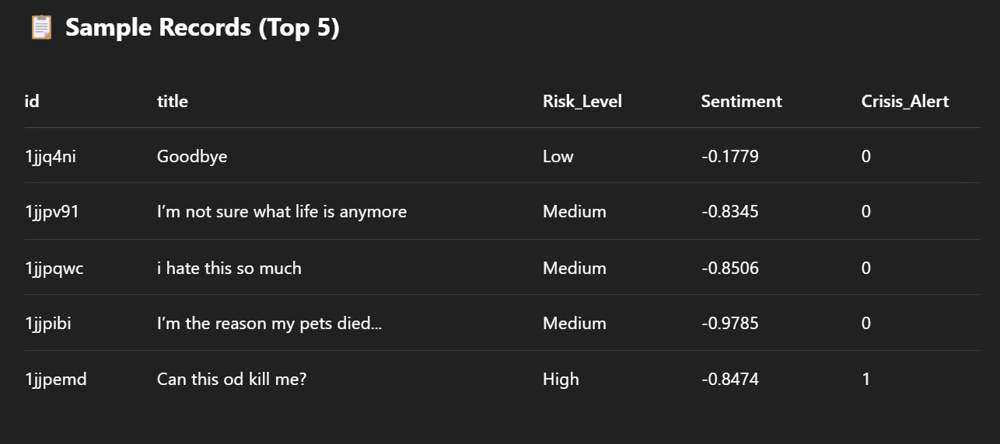 📋 Sample Records (Top 5)
id title Risk_Level Sentiment Crisis_Alert
1jjq4ni Goodbye Low -0.1779 0
1jjpv91 I’m not sure what life is anymore Medium -0.8345 0
1jjpqwc i hate this so much Medium -0.8506 0
1jjpibi I’m the reason my pets died... Medium -0.9785 0
1jjpemd Can this od kill me? High -0.8474 1